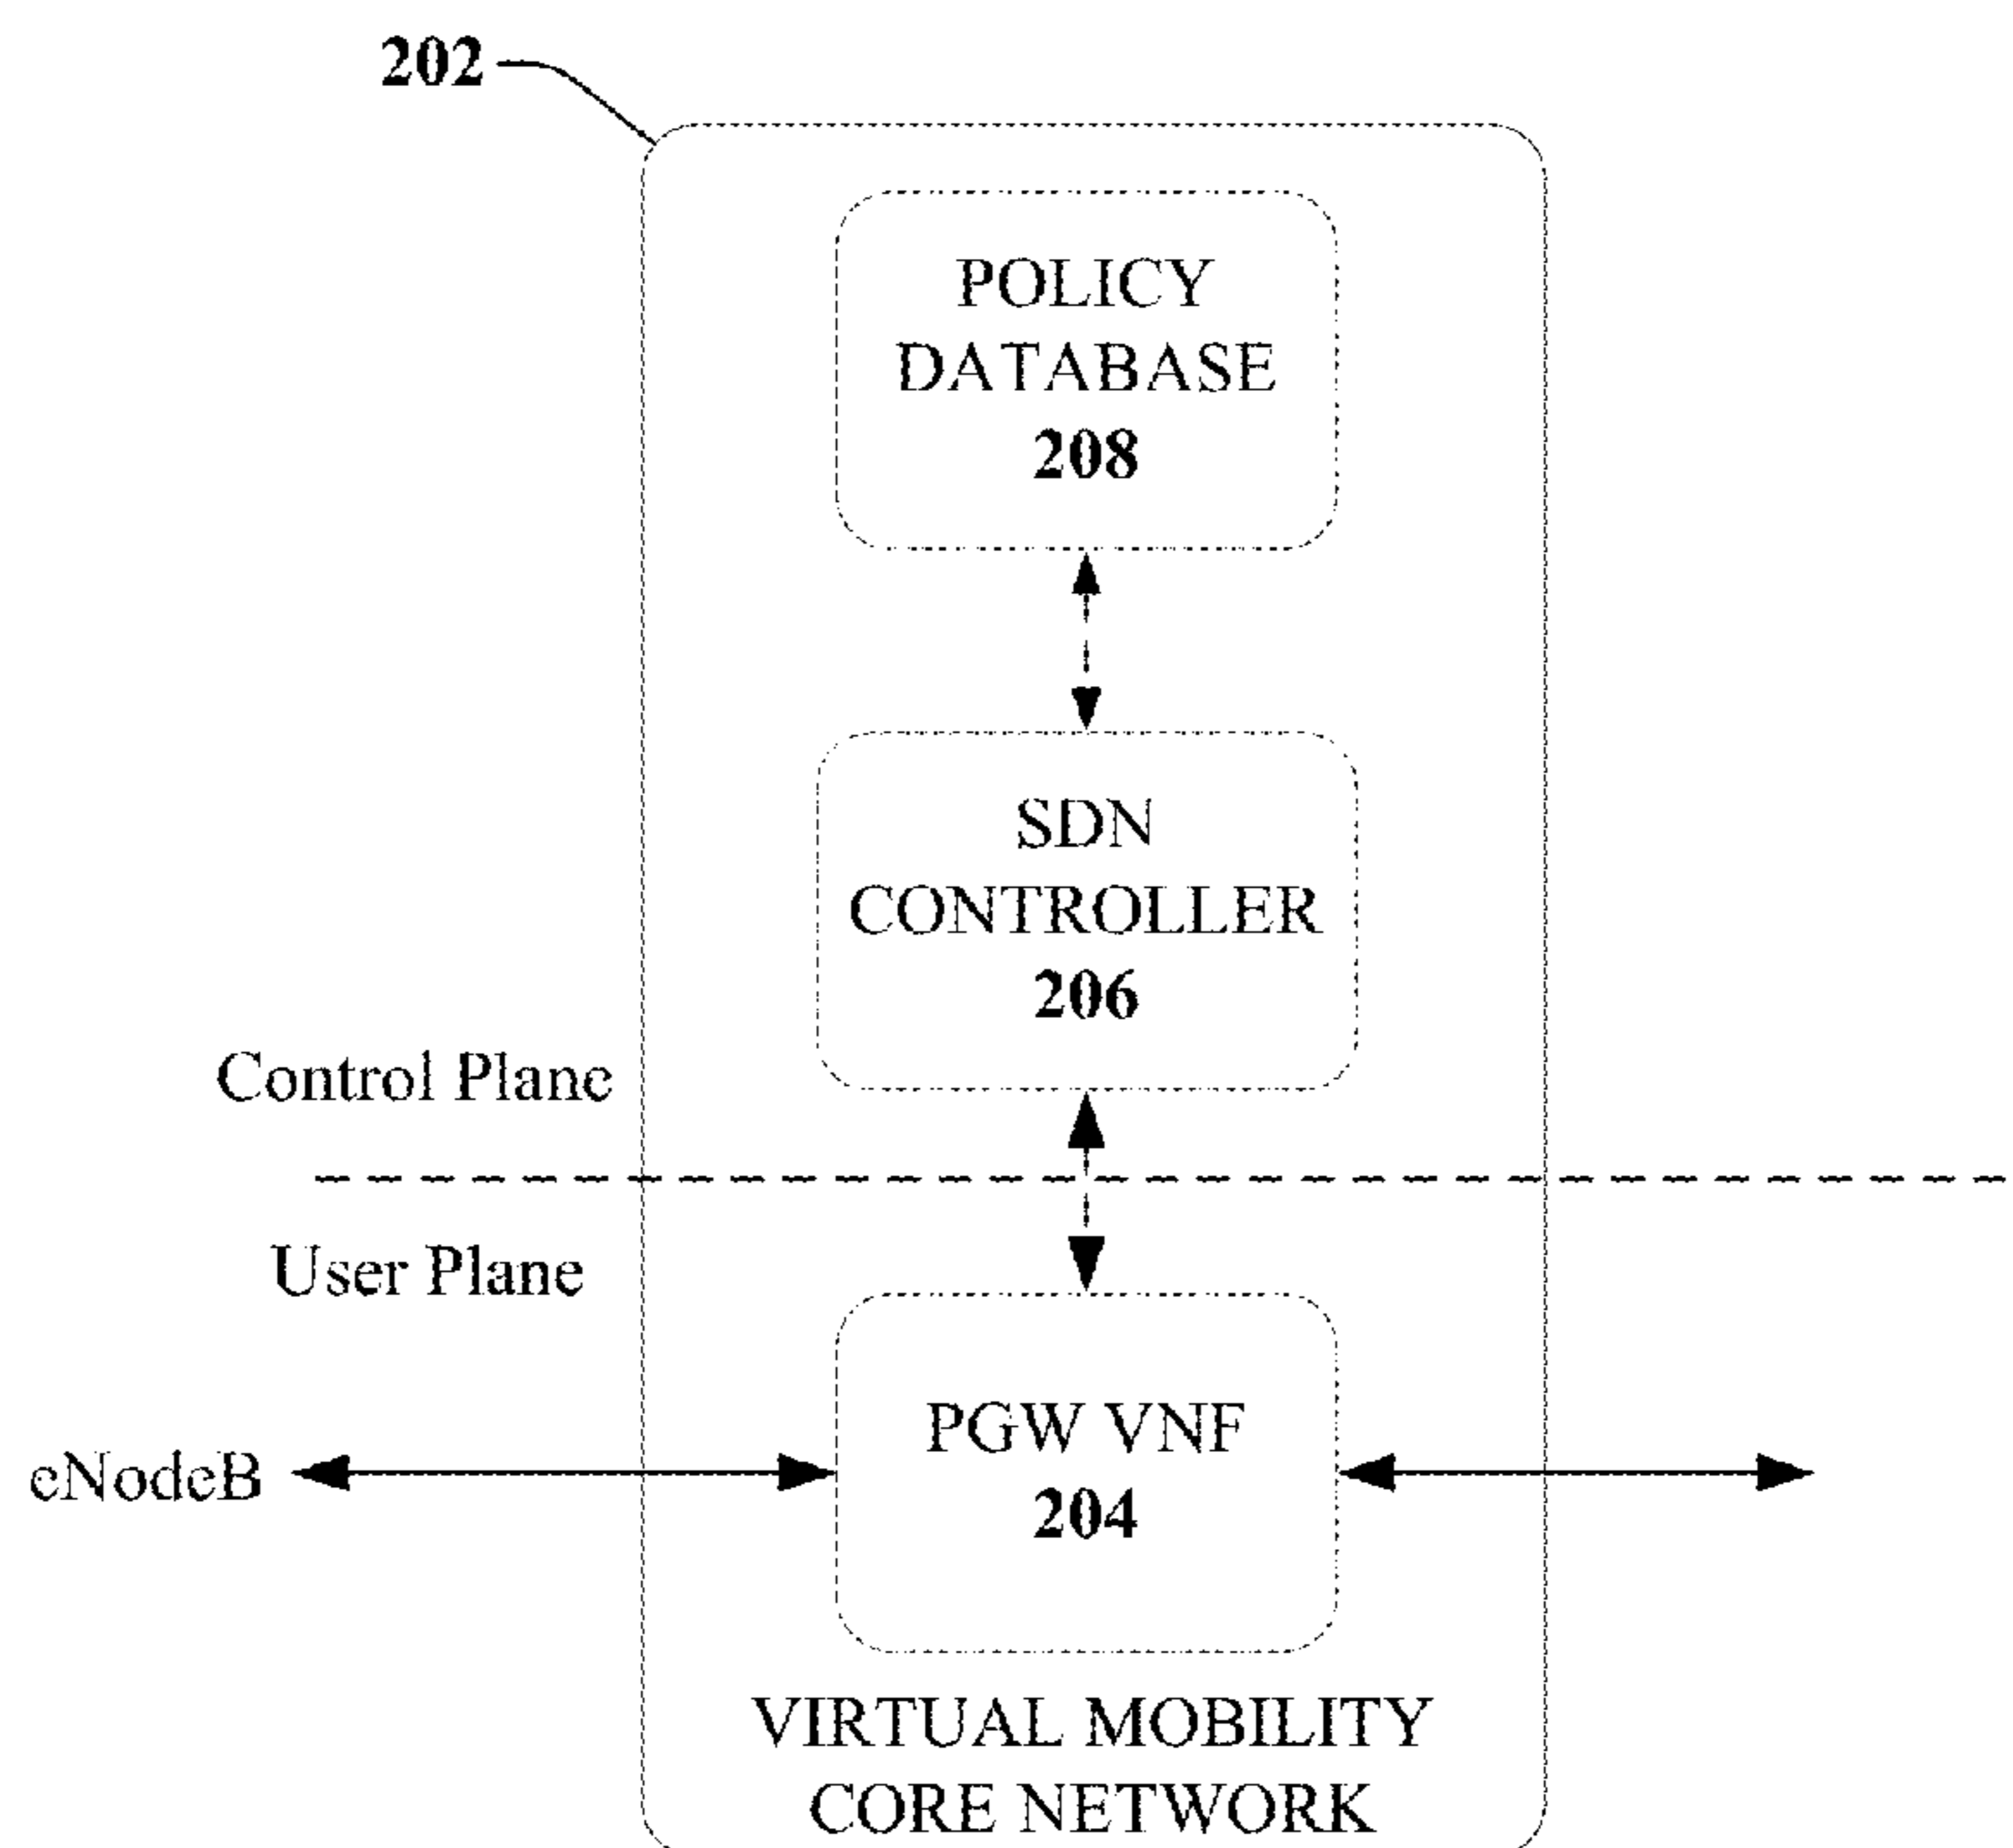 202
POLICY
DATABASE
208
SDN
CONTROLLER
206
Control Plane
User Plane
PGW VNF
204
eNodeB
VIRTUAL MOBILITY
CORE NETWORK